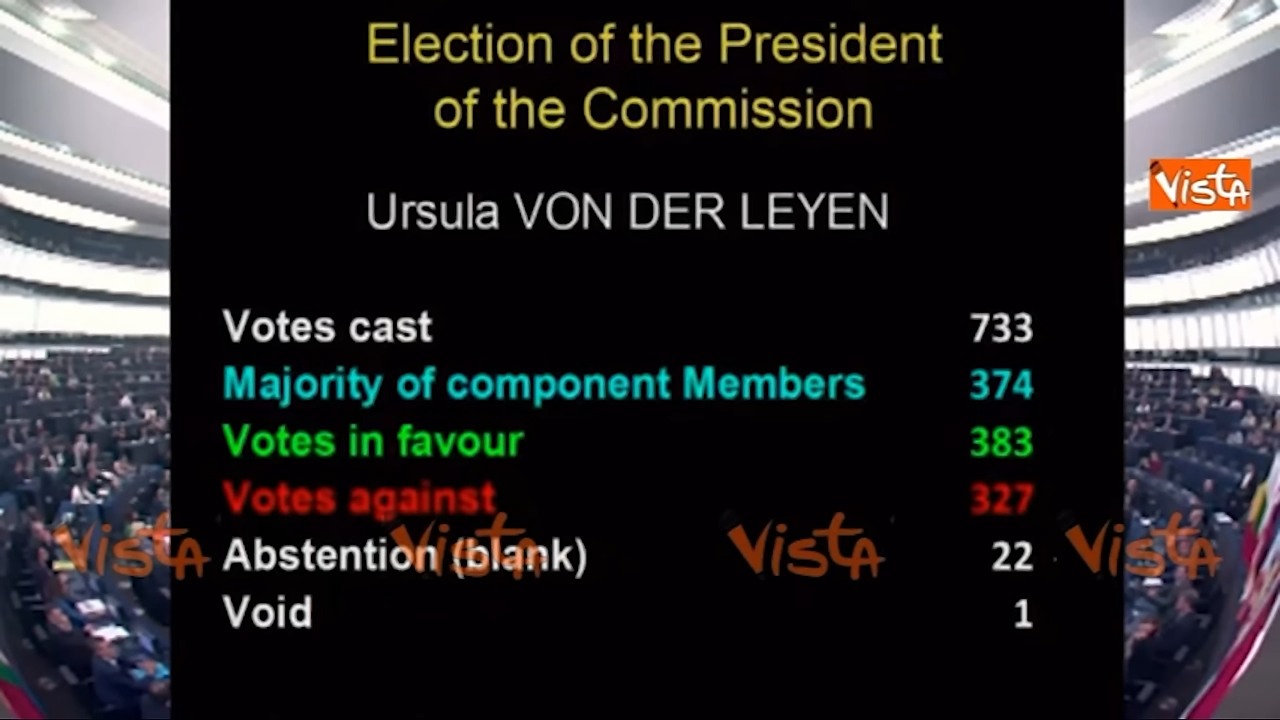 Election of the President
of the Commission
VISTA
Ursula VON DER LEYEN
Votes cast 733
Majority of component Members 374
Votes in favour 383
Votes against 327
Abstention (blank) 22
Void 1
VISTA VISTA VISTA VISTA